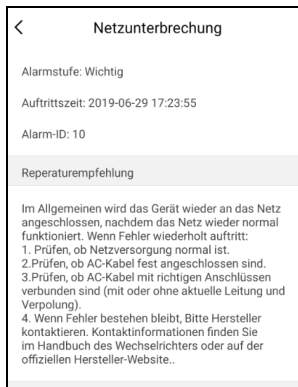 Netzunterbrechung
Alarmstufe: Wichtig
Auftrittszeit: 2019-06-29 17:23:55
Alarm-ID: 10
Reperaturempfehlung
Im Allgemeinen wird das Gerät wieder an das Netz
angeschlossen, nachdem das Netz wieder normal
funktioniert. Wenn Fehler wiederholt auftritt:
1. Prüfen, ob Netzversorgung normal ist.
2.Prüfen, ob AC-Kabel fest angeschlossen sind.
3.Prüfen, ob AC-Kabel mit richtigen Anschlüssen
verbunden sind (mit oder ohne aktuelle Leitung und
Verpolung).
4. Wenn Fehler bestehen bleibt, Bitte Hersteller
kontaktieren. Kontaktinformationen finden Sie
im Handbuch des Wechselrichters oder auf der
offiziellen Hersteller-Website..